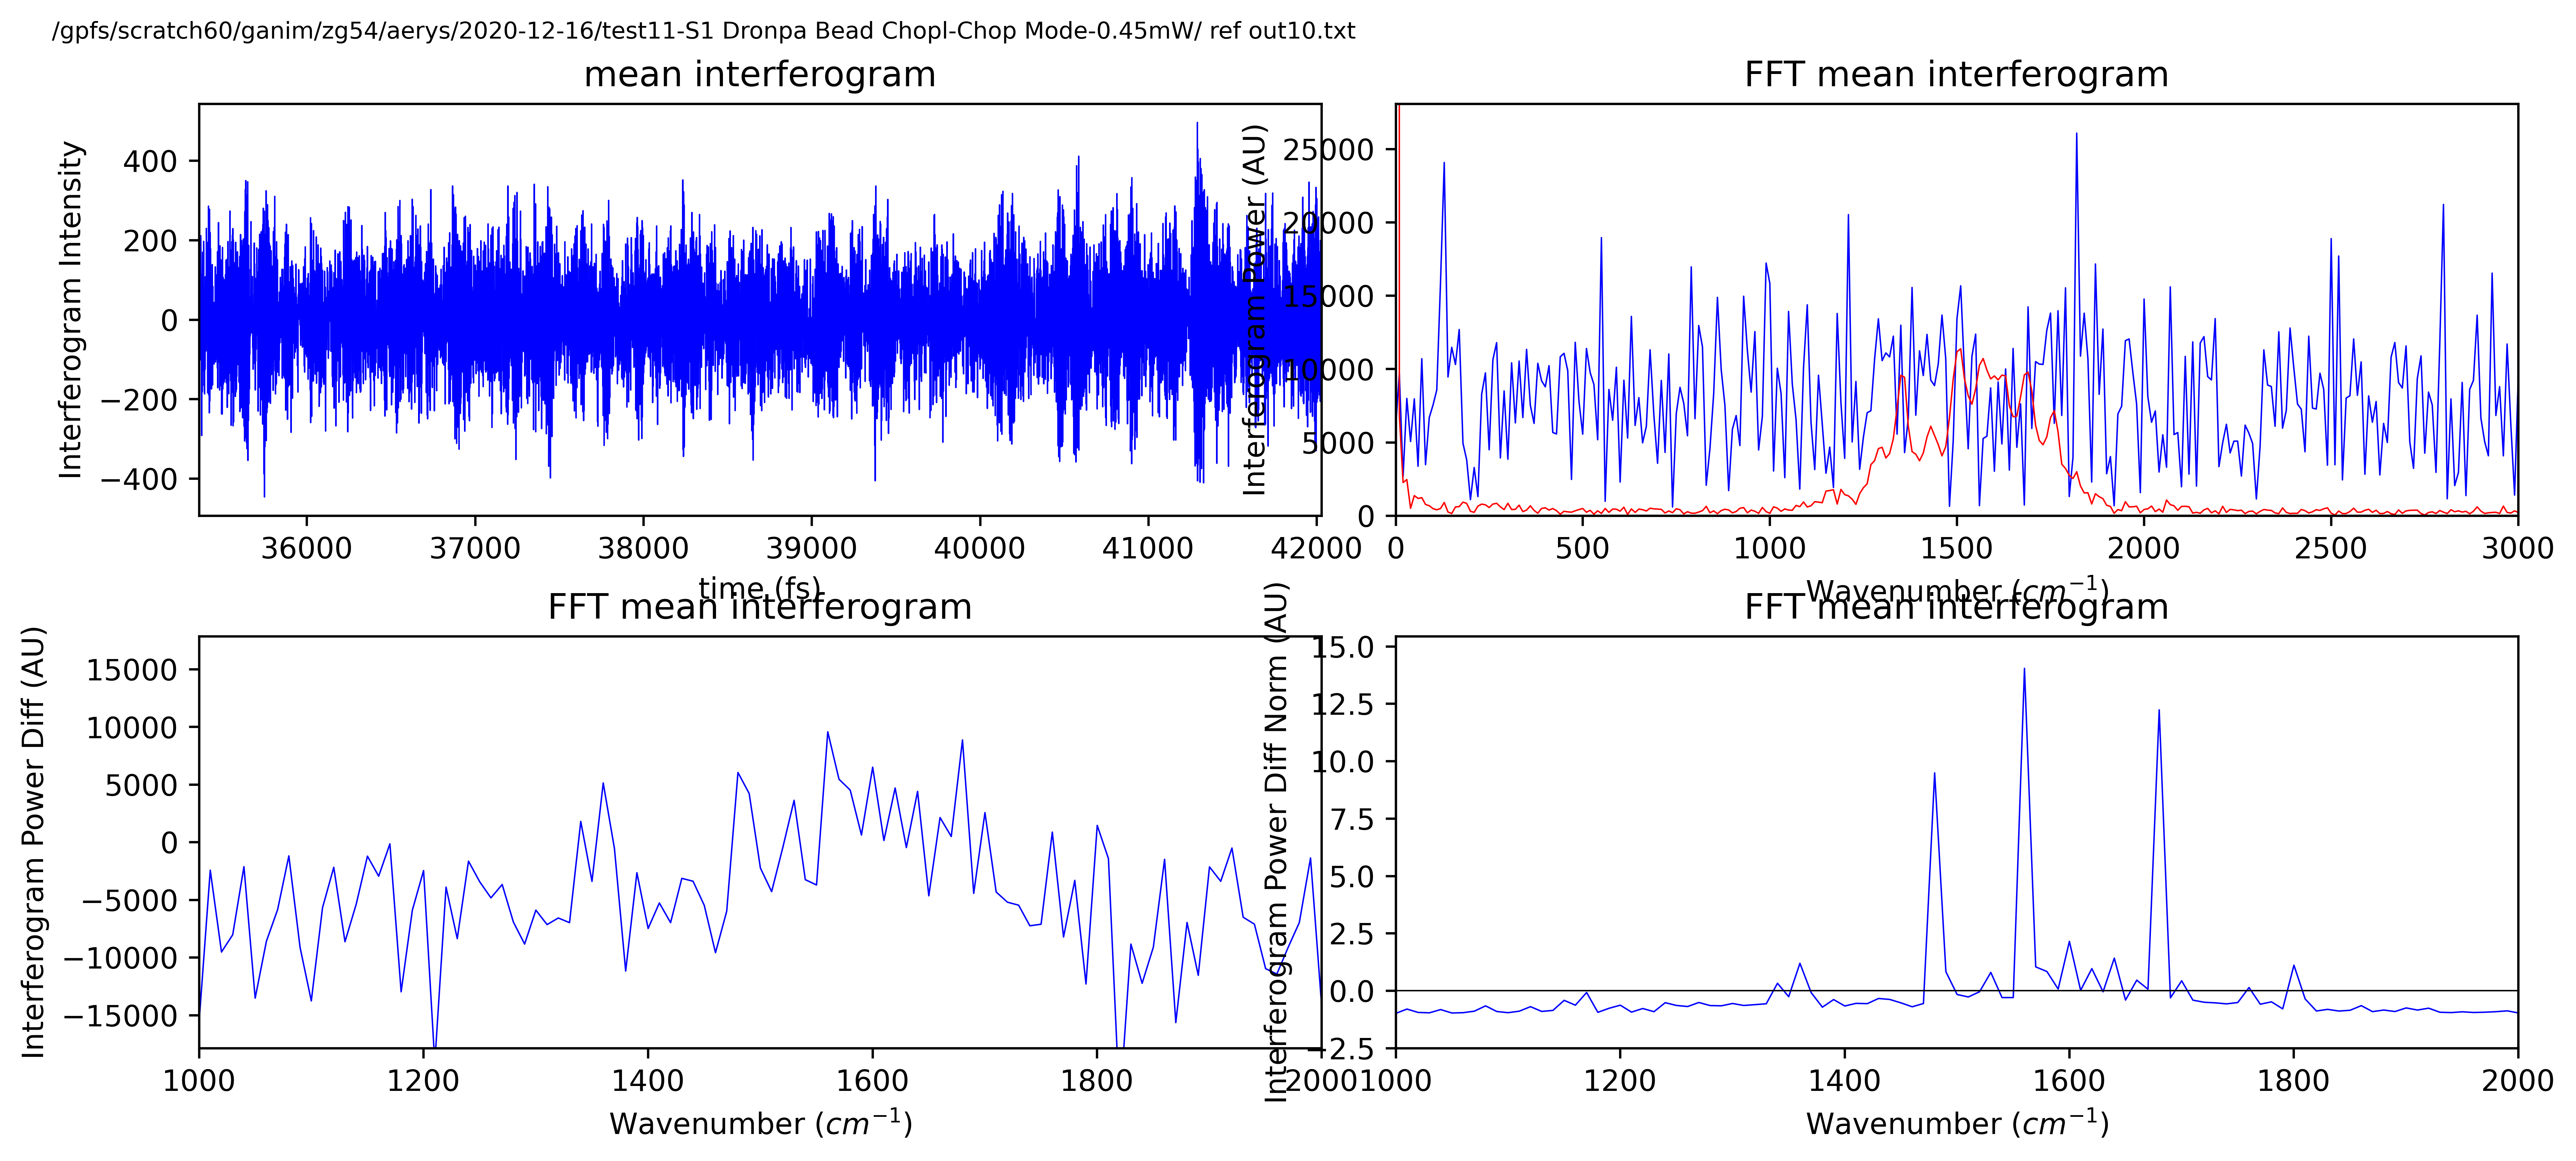 /gpfs/scratch60/ganim/zg54/aerys/2020-12-16/test11-S1 Dronpa Bead Chopl-Chop Mode-0.45mW/ ref out10.txt
mean interferogram
Interferogram Intensity
400
200
0
−200
−400
36000 37000 38000 39000 40000 41000 42000
time (fs)
FFT mean interferogram
Interferogram Power (AU)
25000
20000
15000
10000
5000
0
0 500 1000 1500 2000 2500 3000
Wavenumber (cm⁻¹)
FFT mean interferogram
Interferogram Power Diff (AU)
15000
10000
5000
0
−5000
−10000
−15000
1000 1200 1400 1600 1800 2000
Wavenumber (cm⁻¹)
FFT mean interferogram
Interferogram Power Diff Norm (AU)
15.0
12.5
10.0
7.5
5.0
2.5
0.0
−2.5
1000 1200 1400 1600 1800 2000
Wavenumber (cm⁻¹)